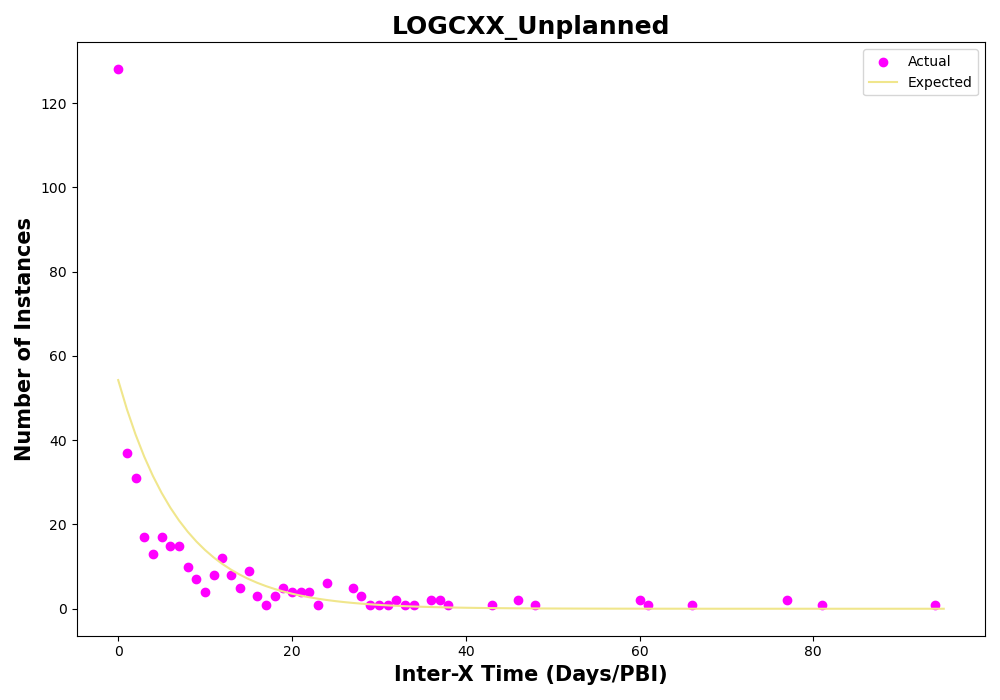 LOGCXX_Unplanned
Actual
Expected
Number of Instances
120
100
80
60
40
20
0
0 20 40 60 80
Inter-X Time (Days/PBI)